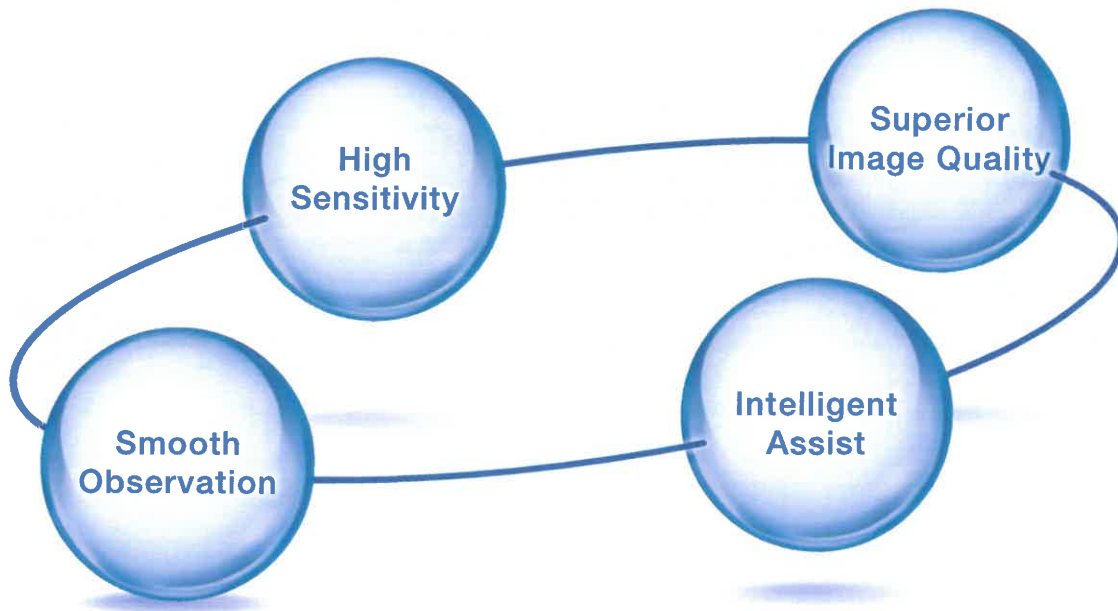 High
Sensitivity
Superior
Image Quality
Smooth
Observation
Intelligent
Assist